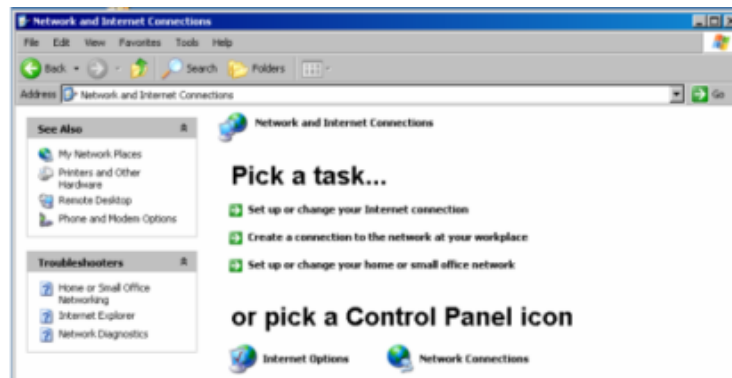 Network and Internet Connections
File Edit View Favorites Tools Help
Back Search Folders
Address Network and Internet Connections Go
See Also
My Network Places
Printers and Other
Hardware
Remote Desktop
Phone and Modem Options
Troubleshooters
Home or Small Office
Networking
Internet Explorer
Network Diagnostics
Network and Internet Connections
Pick a task...
Set up or change your Internet connection
Create a connection to the network at your workplace
Set up or change your home or small office network
or pick a Control Panel icon
Internet Options Network Connections